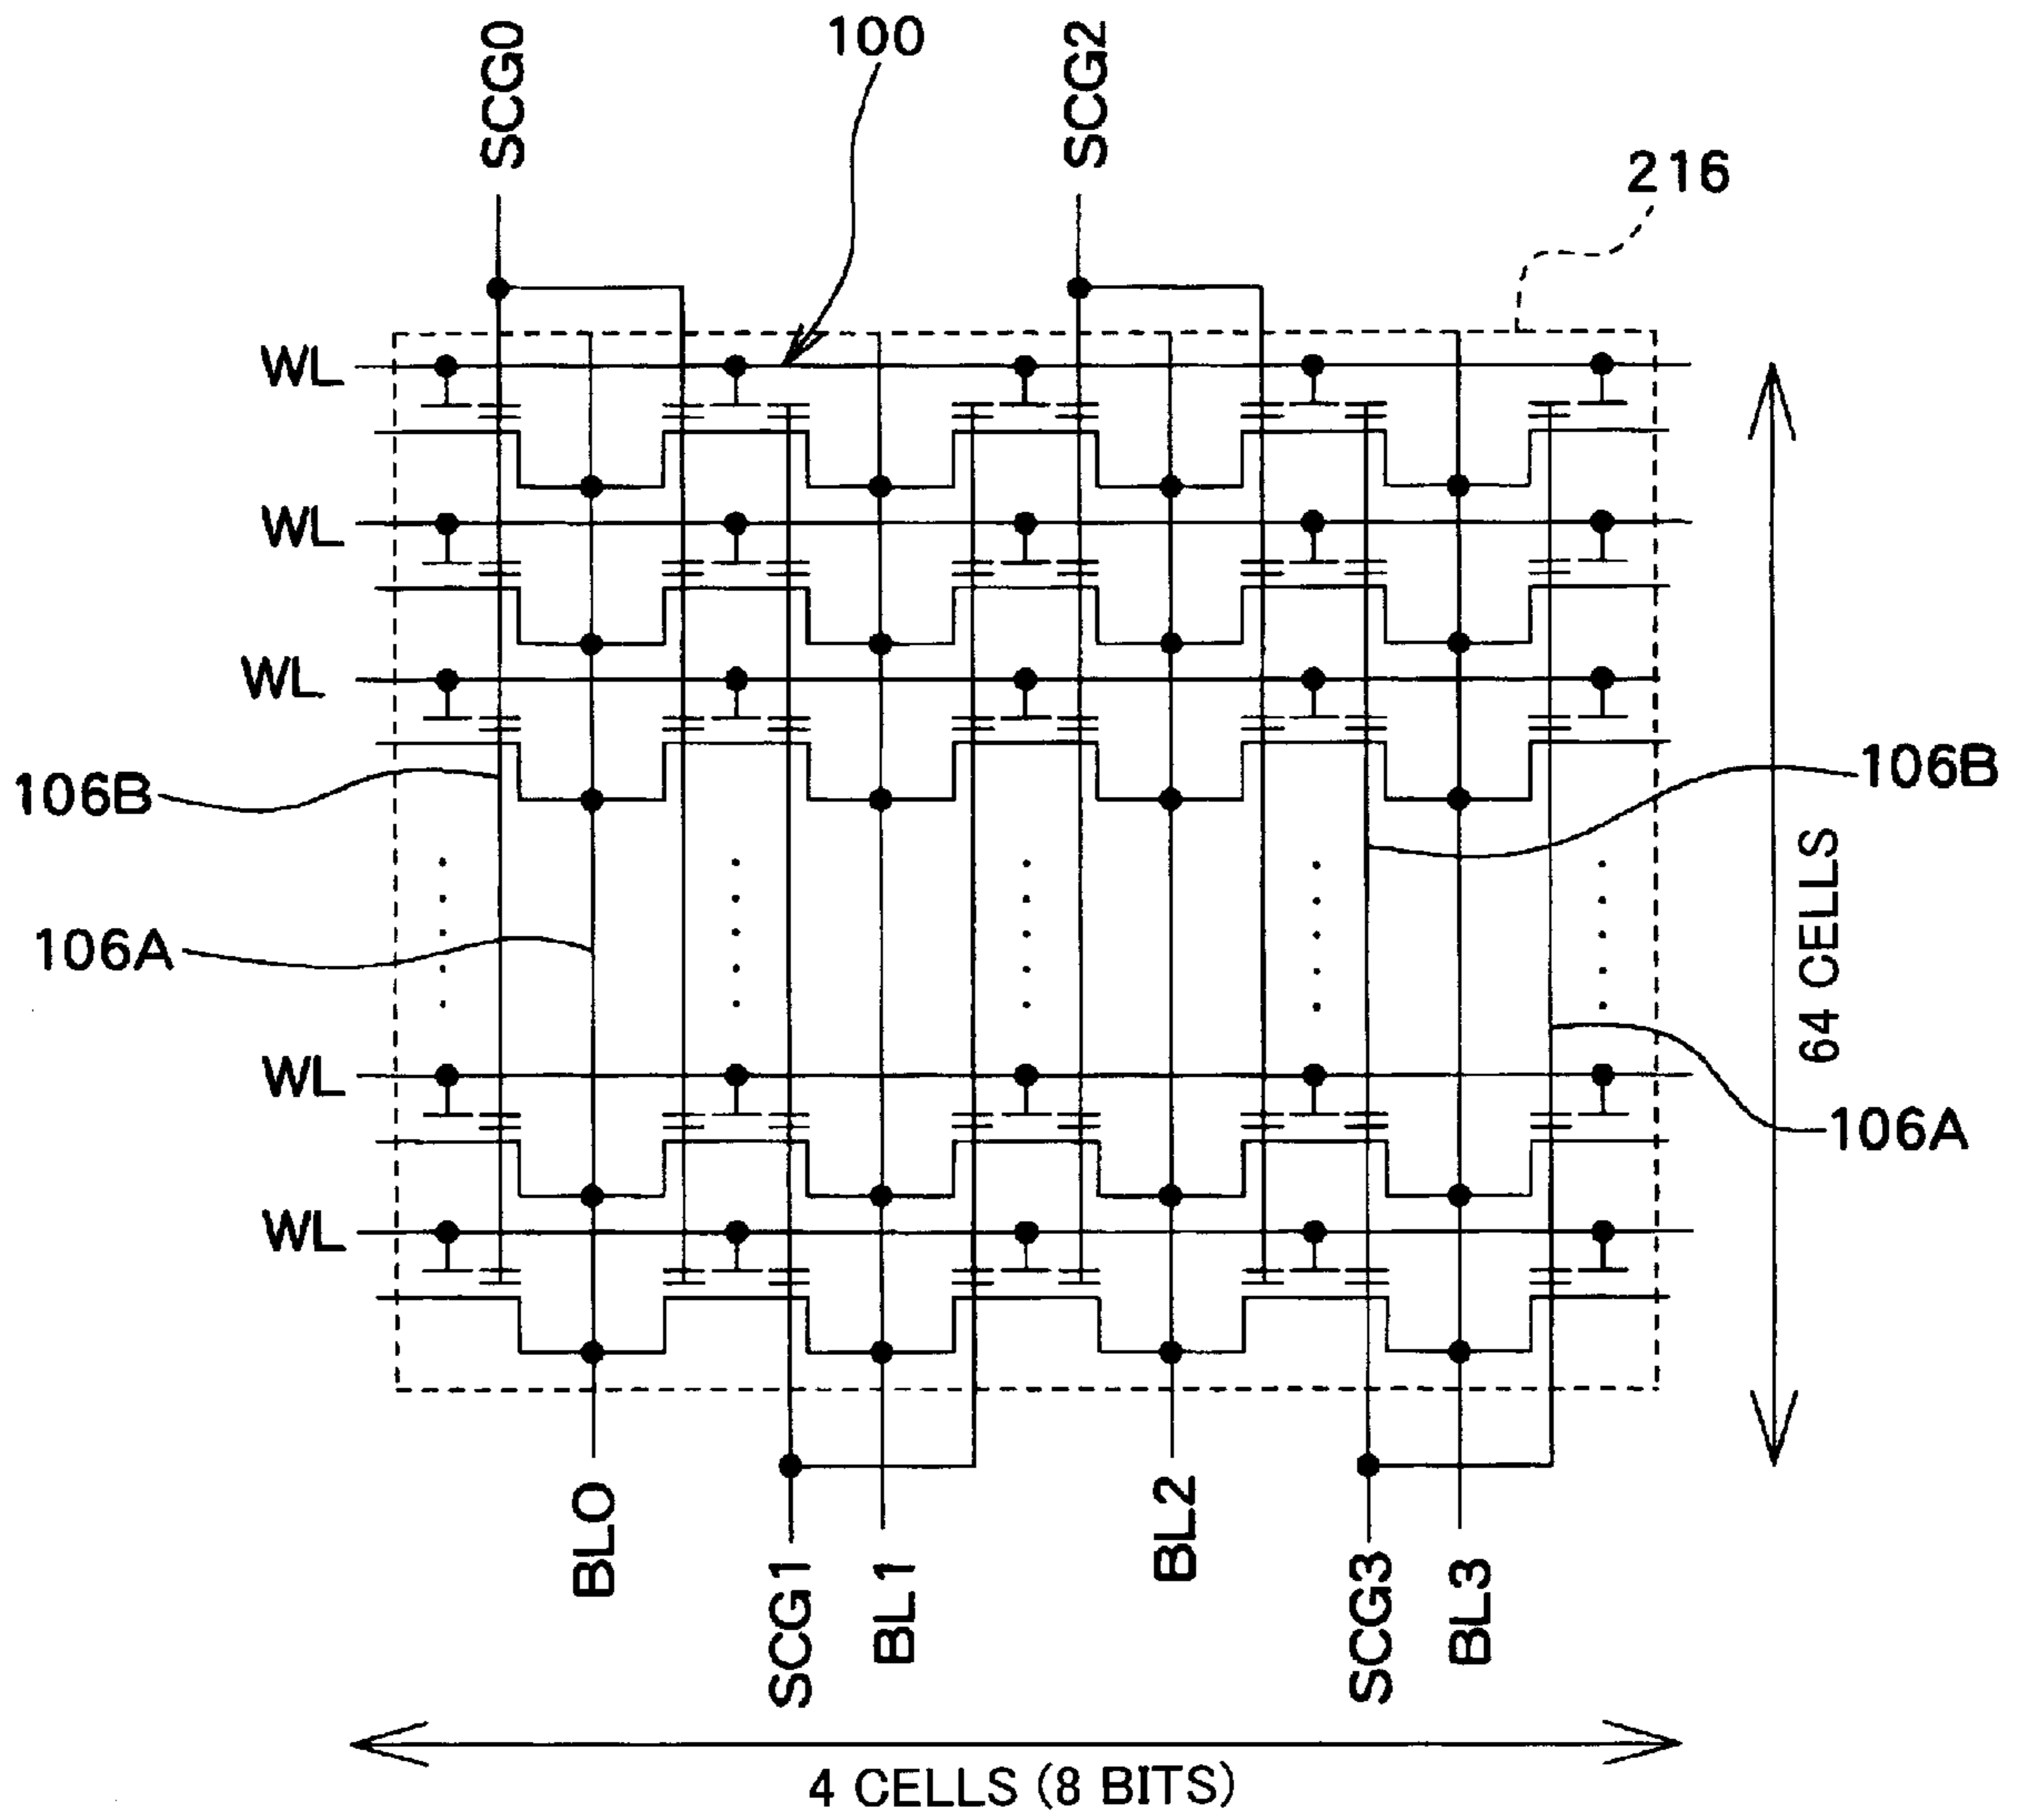 SCG0
100
SCG2
216
WL
WL
WL
106B
106B
106A
64 CELLS
WL
106A
WL
BL0
SCG1
BL1
BL2
SCG3
BL3
4 CELLS (8 BITS)